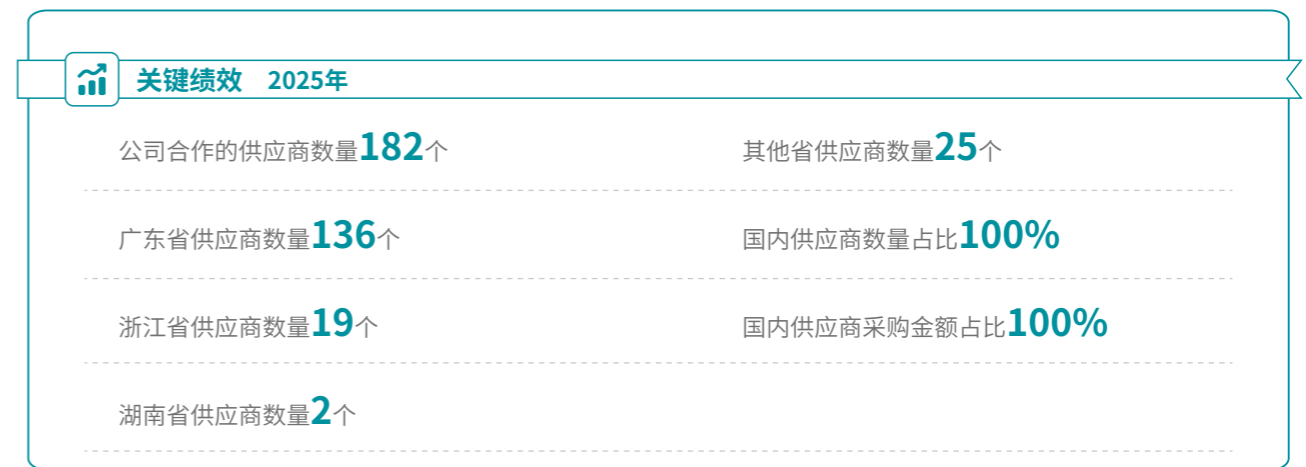 关键绩效 2025年
公司合作的供应商数量182个
其他省供应商数量25个
广东省供应商数量136个
国内供应商数量占比100%
浙江省供应商数量19个
国内供应商采购金额占比100%
湖南省供应商数量2个